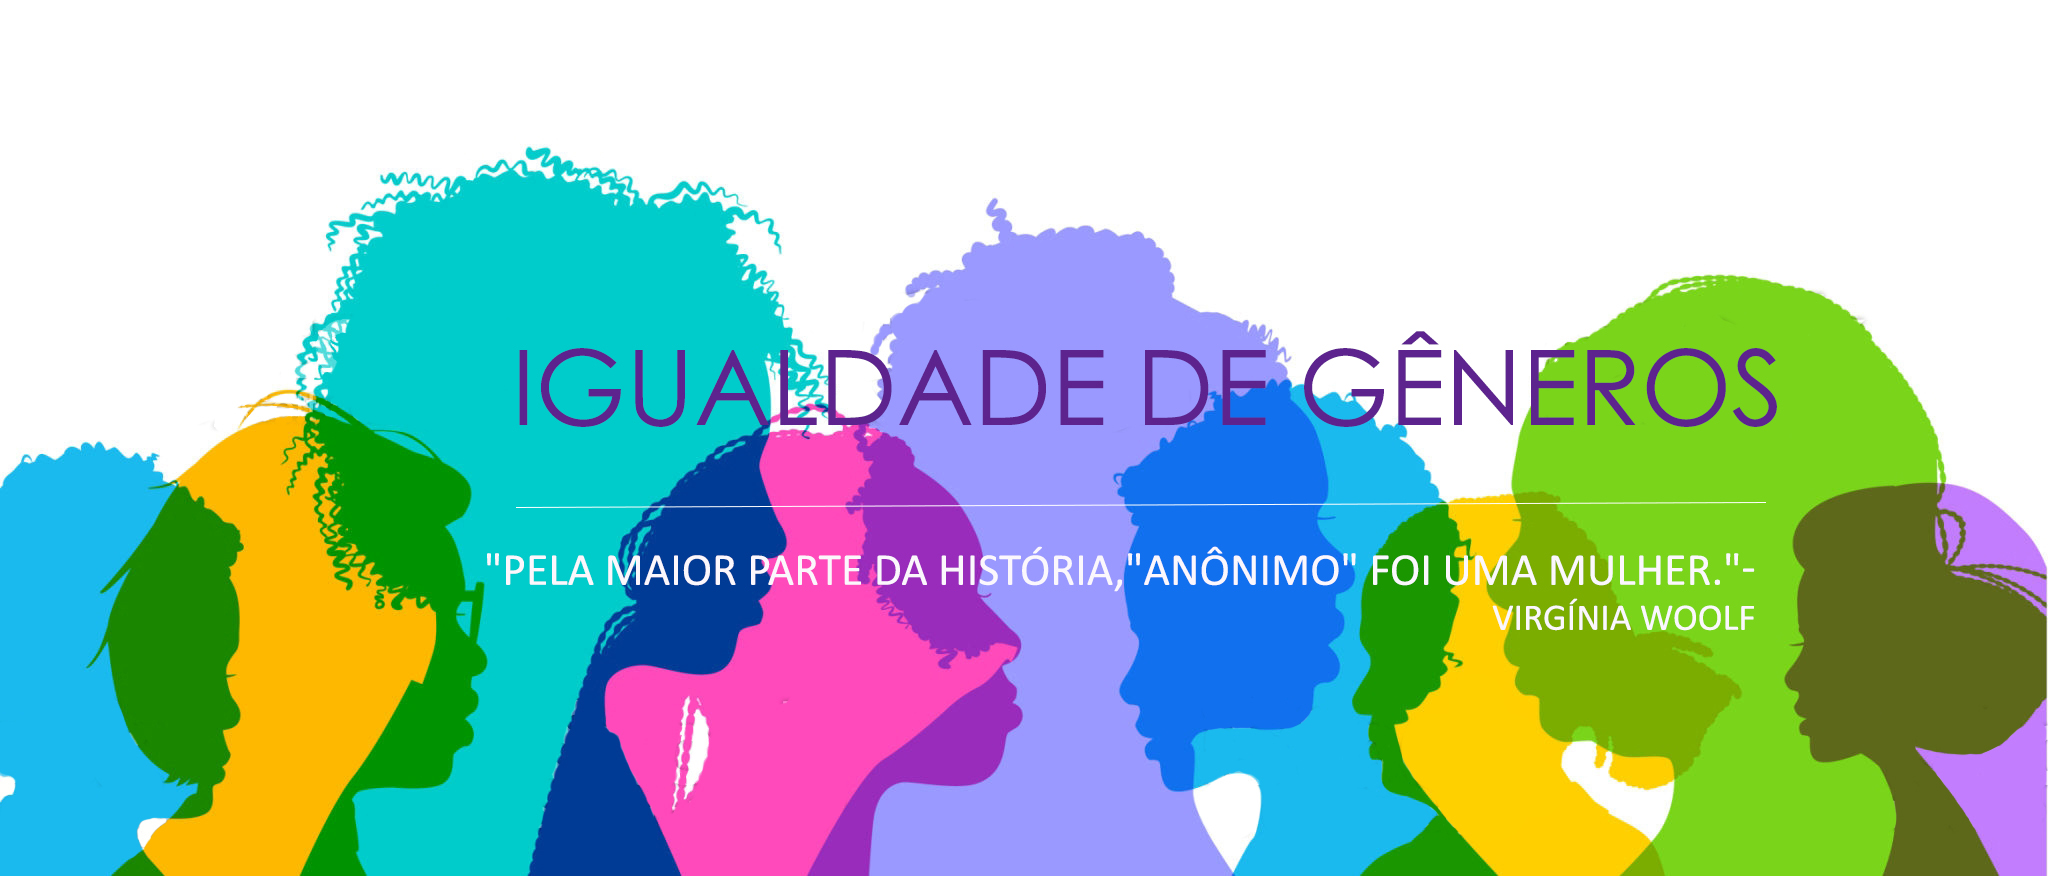 IGUALDADE DE GÊNEROS
"PELA MAIOR PARTE DA HISTÓRIA,"ANÔNIMO" FOI UMA MULHER."-
VIRGÍNIA WOOLF